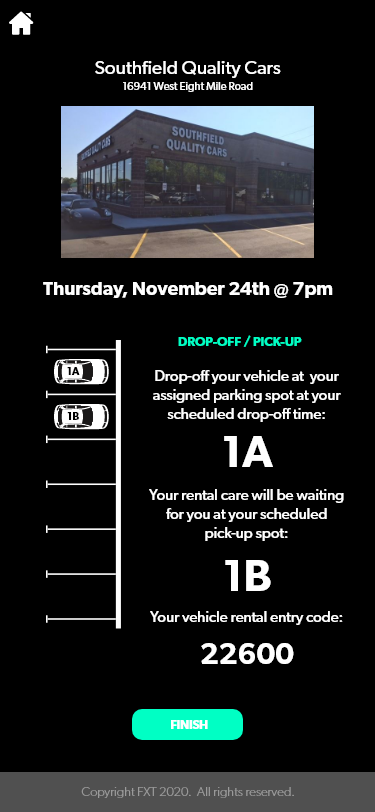 Southfield Quality Cars
16941 West Eight Mile Road
SOUTHFIELD
QUALITY CARS
QUALITY CARS
Thursday, November 24th @ 7pm
DROP-OFF / PICK-UP
1A
1B
Drop-off your vehicle at your
assigned parking spot at your
scheduled drop-off time:
1A
Your rental care will be waiting
for you at your scheduled
pick-up spot:
1B
Your vehicle rental entry code:
22600
FINISH
Copyright FXT 2020. All rights reserved.